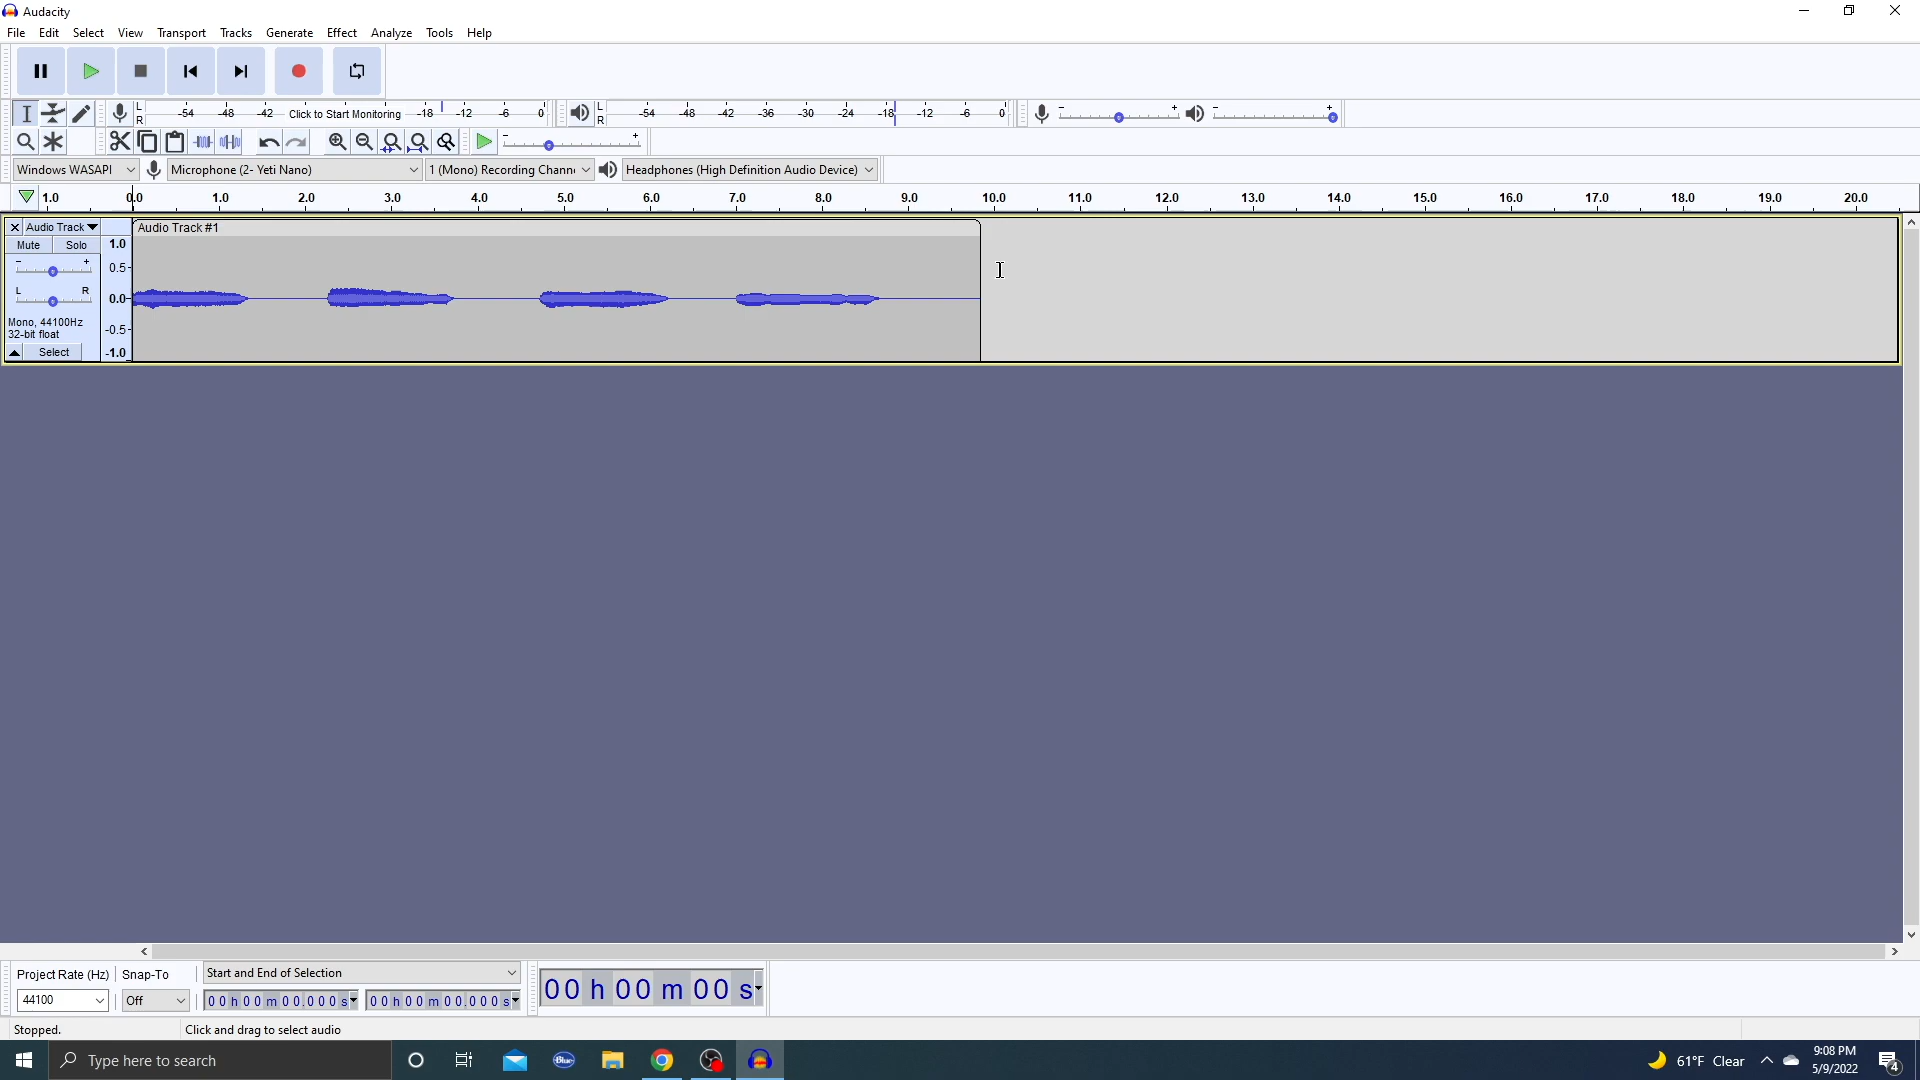 Audacity
File Edit Select View Transport Tracks Generate Effect Analyze Tools Help
L R -54 -48 -42 Click to Start Monitoring -18 -12 -6 0 L R -54 -48 -42 -36 -30 -24 -18 -12 -6 0 - + - +
- +
Windows WASAPI Microphone (2- Yeti Nano) 1 (Mono) Recording Chann Headphones (High Definition Audio Device)
1.0 0.0 1.0 2.0 3.0 4.0 5.0 6.0 7.0 8.0 9.0 10.0 11.0 12.0 13.0 14.0 15.0 16.0 17.0 18.0 19.0 20.0
Audio Track Audio Track #1
Mute Solo 1.0
- + 0.5
L R 0.0
Mono, 44100Hz
32-bit float -0.5
Select -1.0
Project Rate (Hz) Snap-To Start and End of Selection
44100 Off 00 h 00 m 00.000 s 00 h 00 m 00.000 s 00 h 00 m 00 s
Stopped. Click and drag to select audio
Type here to search Blue 61°F Clear 9:08 PM
5/9/2022 4